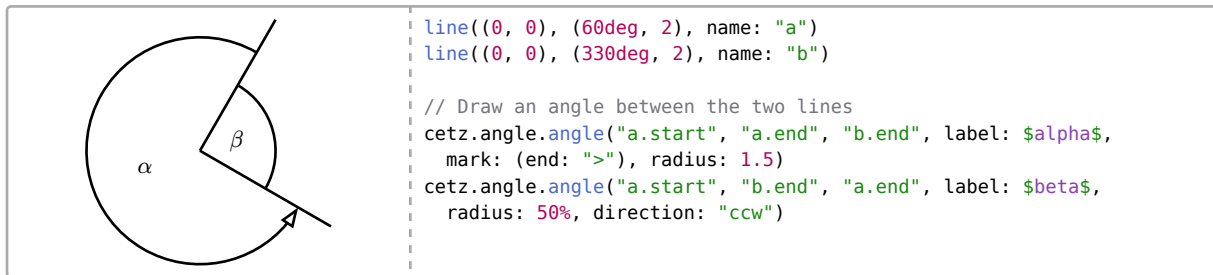 α
β
line((0, 0), (60deg, 2), name: "a")
line((0, 0), (330deg, 2), name: "b")
// Draw an angle between the two lines
cetz.angle.angle("a.start", "a.end", "b.end", label: $alpha$,
  mark: (end: ">"), radius: 1.5)
cetz.angle.angle("a.start", "b.end", "a.end", label: $beta$,
  radius: 50%, direction: "ccw")